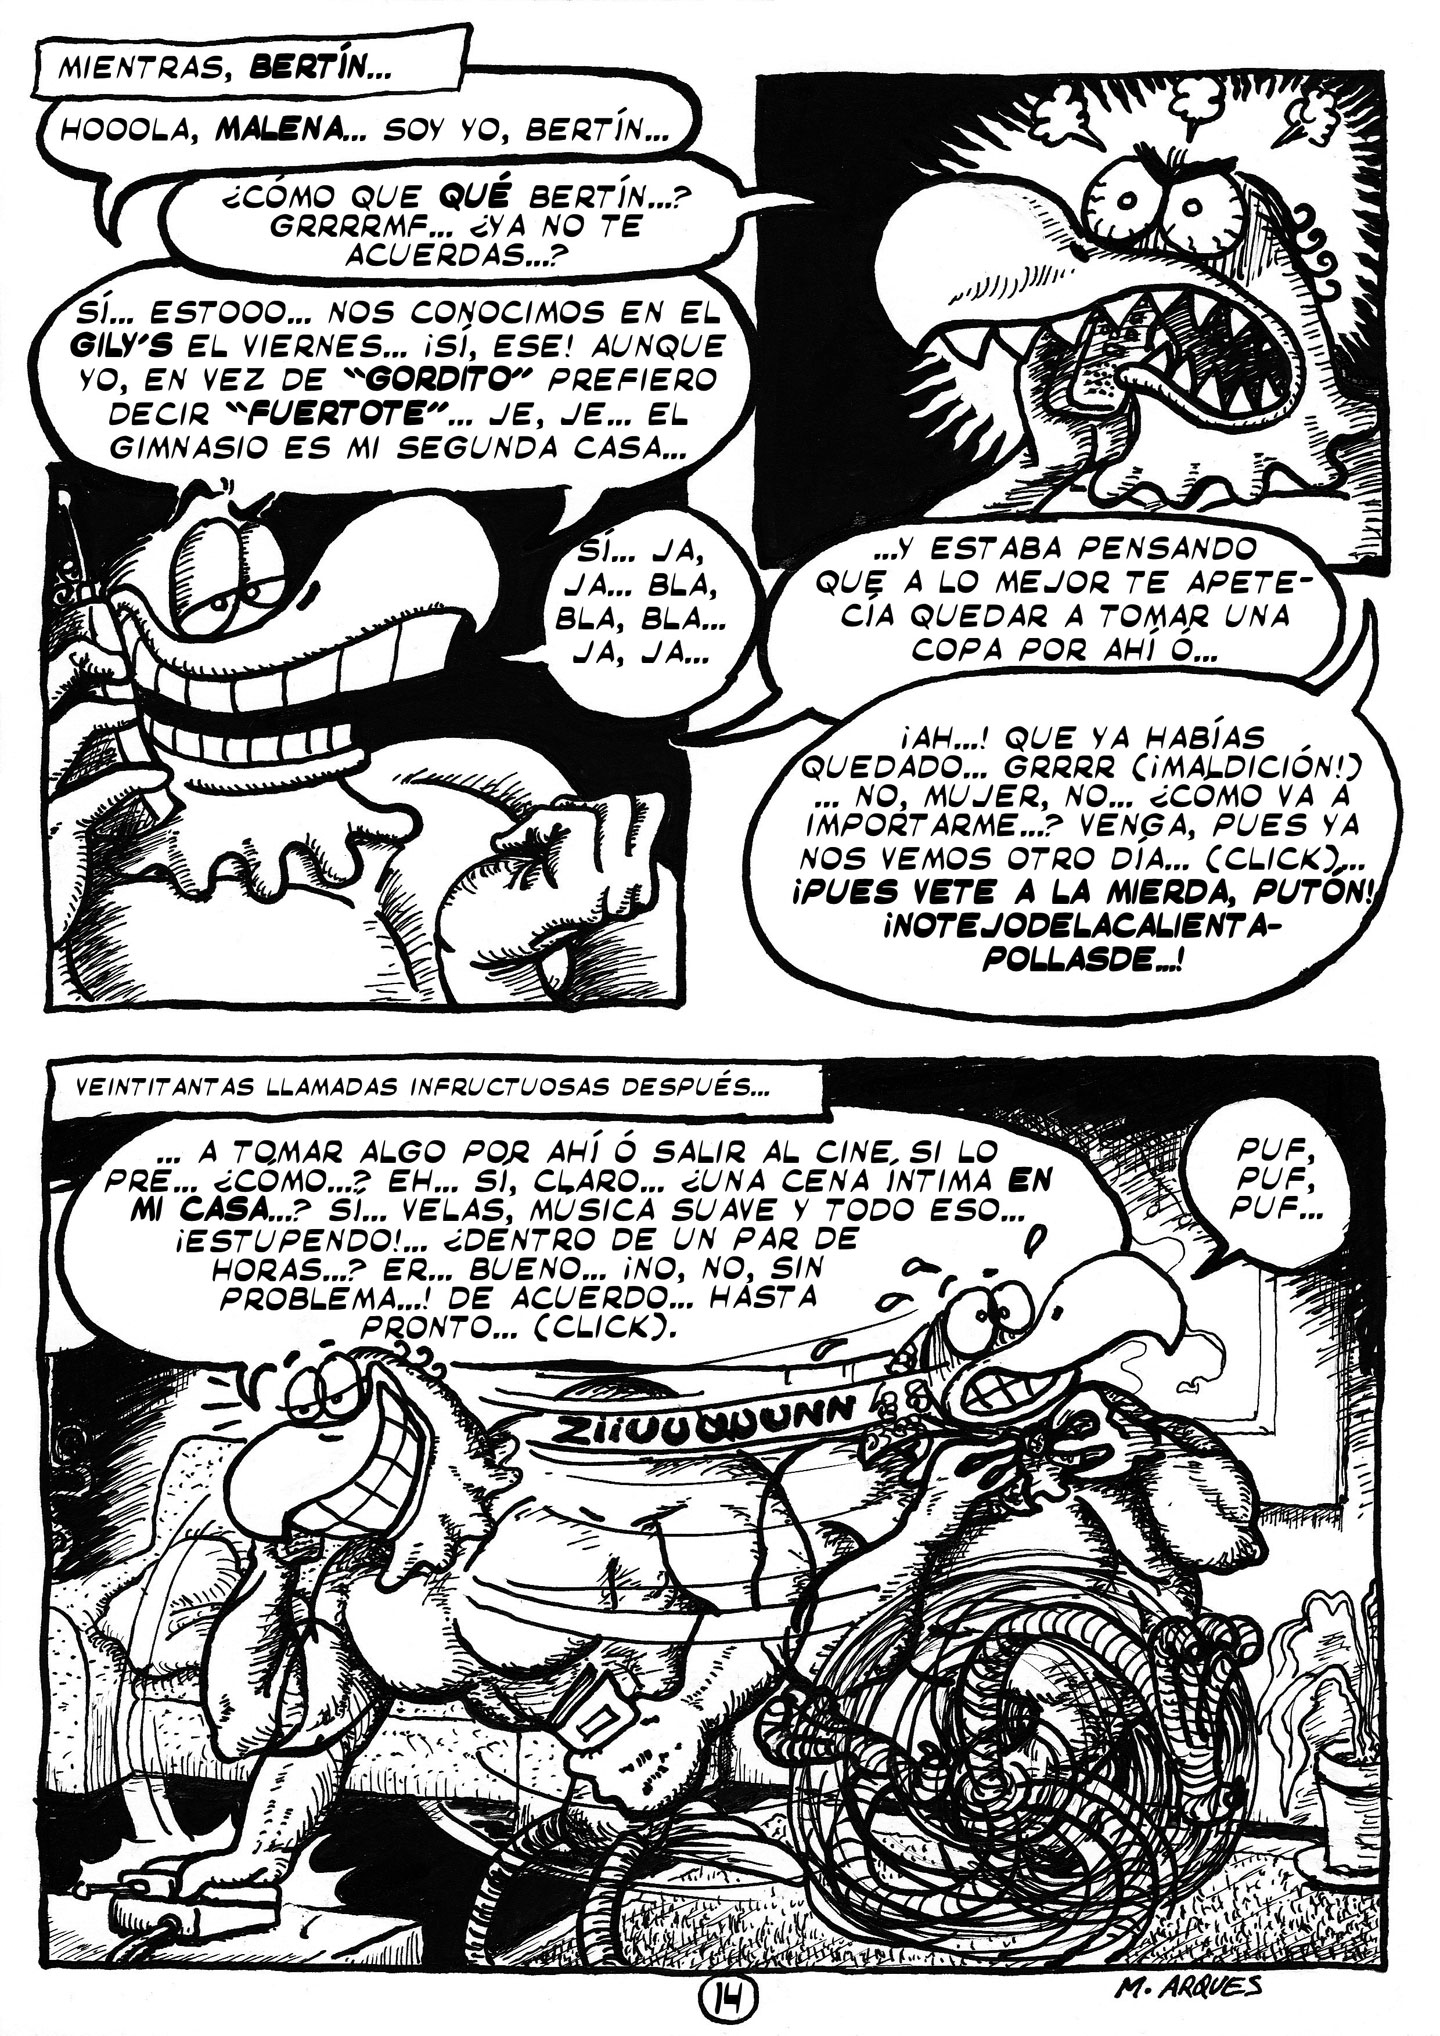 MIENTRAS, BERTÍN...
HOOOLA, MALENA... SOY YO, BERTÍN...
¿CÓMO QUE QUÉ BERTÍN...?
GRRRRMF... ¿YA NO TE
ACUERDAS...?
SÍ... ESTOOO... NOS CONOCIMOS EN EL
GILY'S EL VIERNES... ¡SÍ, ESE! AUNQUE
YO, EN VEZ DE "GORDITO" PREFIERO
DECIR "FUERTOTE"... JE, JE... EL
GIMNASIO ES MI SEGUNDA CASA...
SÍ... JA,
JA... BLA,
BLA, BLA...
JA, JA...
...Y ESTABA PENSANDO
QUE A LO MEJOR TE APETE-
CÍA QUEDAR A TOMAR UNA
COPA POR AHÍ Ó...
¡AH...! QUE YA HABÍAS
QUEDADO... GRRRR (¡MALDICIÓN!)
... NO, MUJER, NO... ¿CÓMO VA A
IMPORTARME...? VENGA, PUES YA
NOS VEMOS OTRO DÍA... (CLICK)...
¡PUES VETE A LA MIERDA, PUTÓN!
¡NOTEJODELACALIENTA-
POLLASDE...!
VEINTITANTAS LLAMADAS INFRUCTUOSAS DESPUÉS...
... A TOMAR ALGO POR AHÍ Ó SALIR AL CINE, SI LO
PRE... ¿CÓMO...? EH... SÍ, CLARO... ¿UNA CENA ÍNTIMA EN
MI CASA...? SÍ... VELAS, MÚSICA SUAVE Y TODO ESO...
¡ESTUPENDO!... ¿DENTRO DE UN PAR DE
HORAS...? ER... BUENO... ¡NO, NO, SIN
PROBLEMA...! DE ACUERDO... HASTA
PRONTO... (CLICK).
PUF,
PUF,
PUF...
ZiiUUUUUUNN
14
M. ARQUES